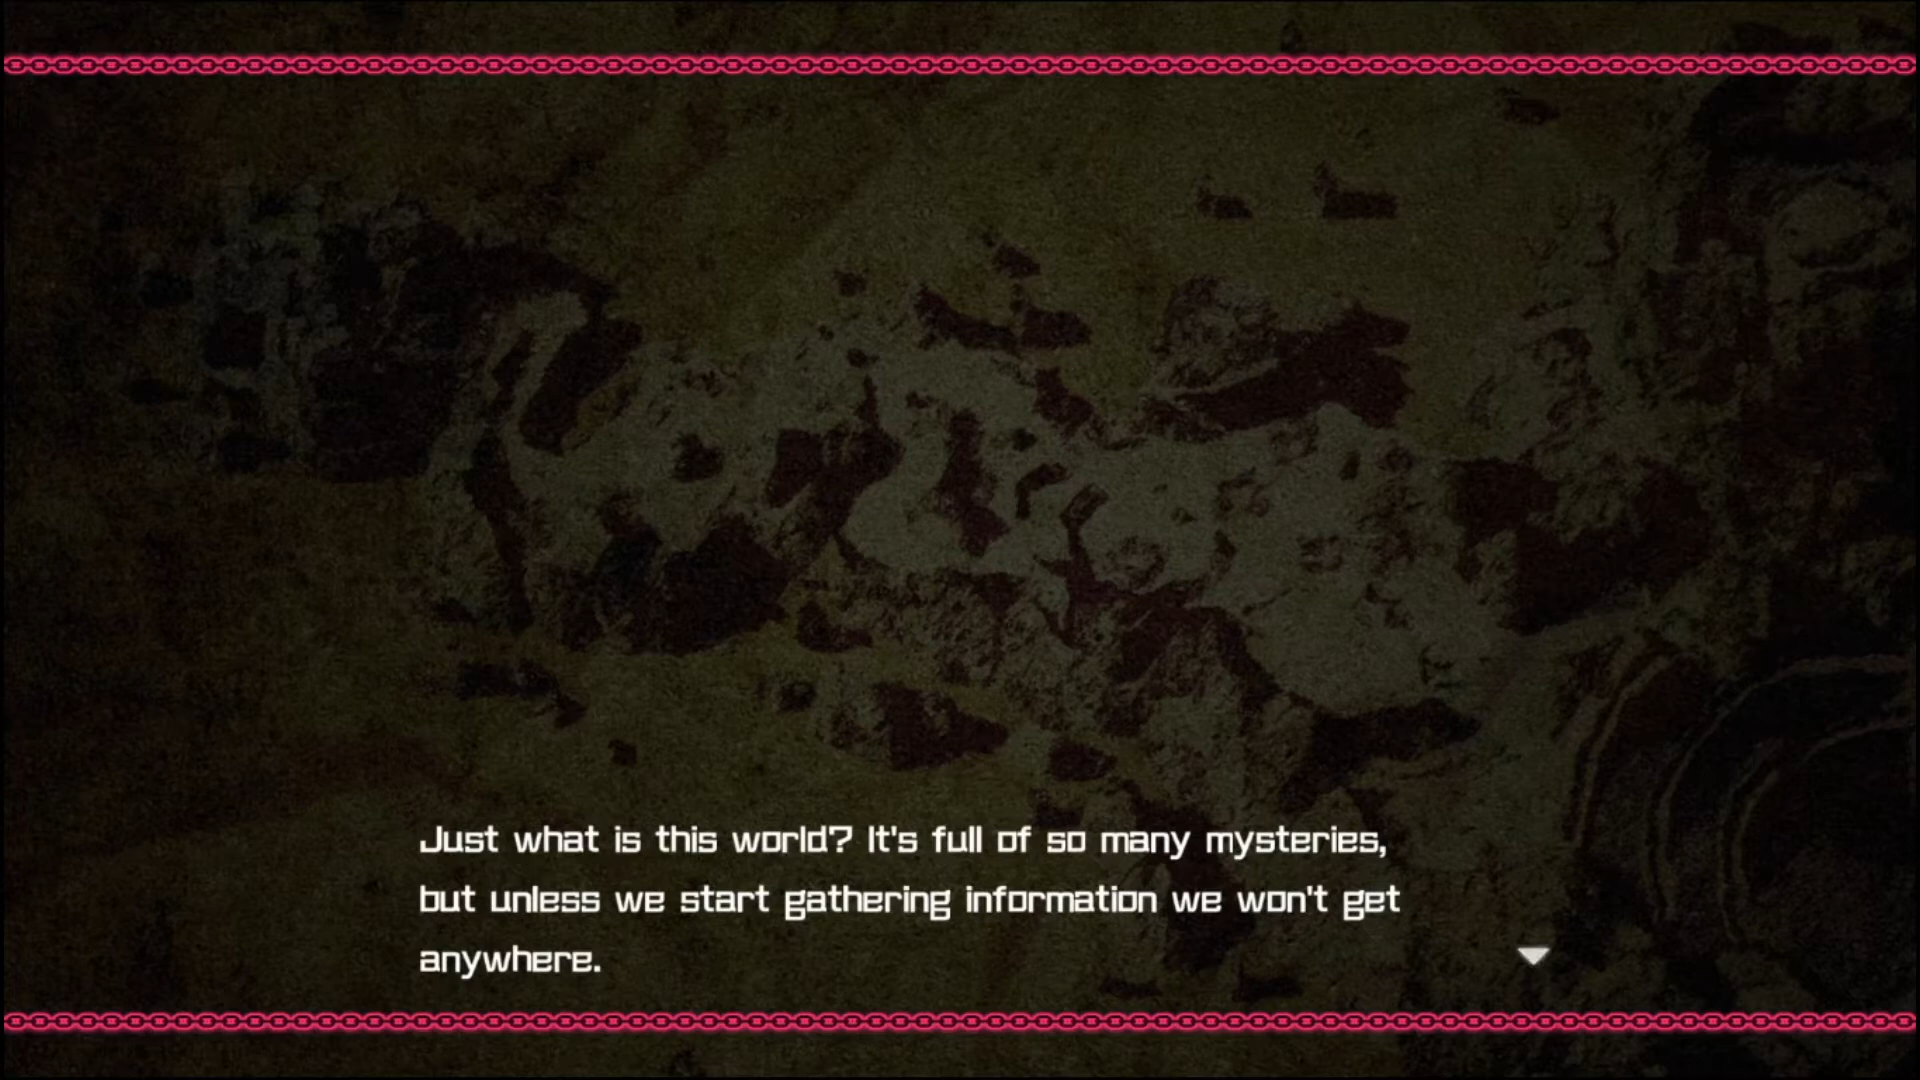 Just what is this world? It's full of so many mysteries,
but unless we start gathering information we won't get
anywhere.